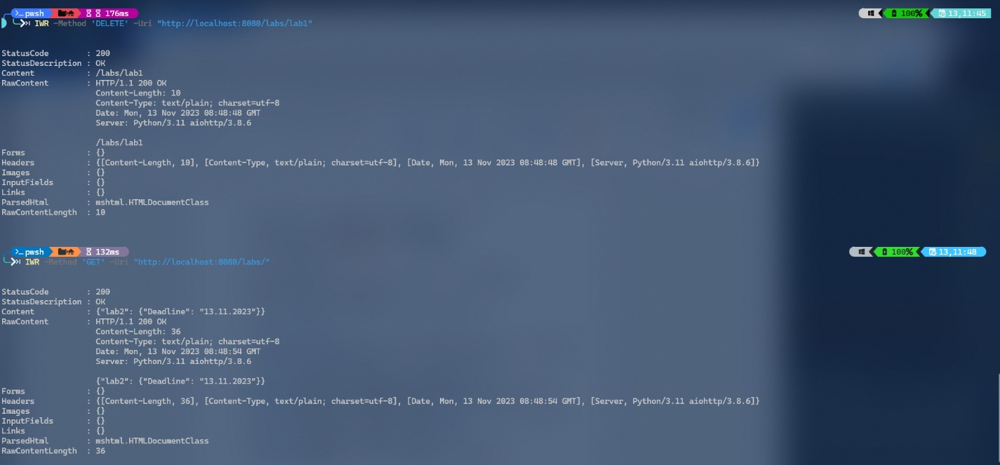 pwsh 176ms 100% 13,11:45
IWR -Method 'DELETE' -Uri "http://localhost:8080/labs/lab1"
StatusCode : 200
StatusDescription : OK
Content : /labs/lab1
RawContent : HTTP/1.1 200 OK
Content-Length: 10
Content-Type: text/plain; charset=utf-8
Date: Mon, 13 Nov 2023 08:48:48 GMT
Server: Python/3.11 aiohttp/3.8.6
/labs/lab1
Forms : {}
Headers : {[Content-Length, 10], [Content-Type, text/plain; charset=utf-8], [Date, Mon, 13 Nov 2023 08:48:48 GMT], [Server, Python/3.11 aiohttp/3.8.6]}
Images : {}
InputFields : {}
Links : {}
ParsedHtml : mshtml.HTMLDocumentClass
RawContentLength : 10
pwsh 132ms 100% 13,11:48
IWR -Method 'GET' -Uri "http://localhost:8080/labs/"
StatusCode : 200
StatusDescription : OK
Content : {"lab2": {"Deadline": "13.11.2023"}}
RawContent : HTTP/1.1 200 OK
Content-Length: 36
Content-Type: text/plain; charset=utf-8
Date: Mon, 13 Nov 2023 08:48:54 GMT
Server: Python/3.11 aiohttp/3.8.6
{"lab2": {"Deadline": "13.11.2023"}}
Forms : {}
Headers : {[Content-Length, 36], [Content-Type, text/plain; charset=utf-8], [Date, Mon, 13 Nov 2023 08:48:54 GMT], [Server, Python/3.11 aiohttp/3.8.6]}
Images : {}
InputFields : {}
Links : {}
ParsedHtml : mshtml.HTMLDocumentClass
RawContentLength : 36